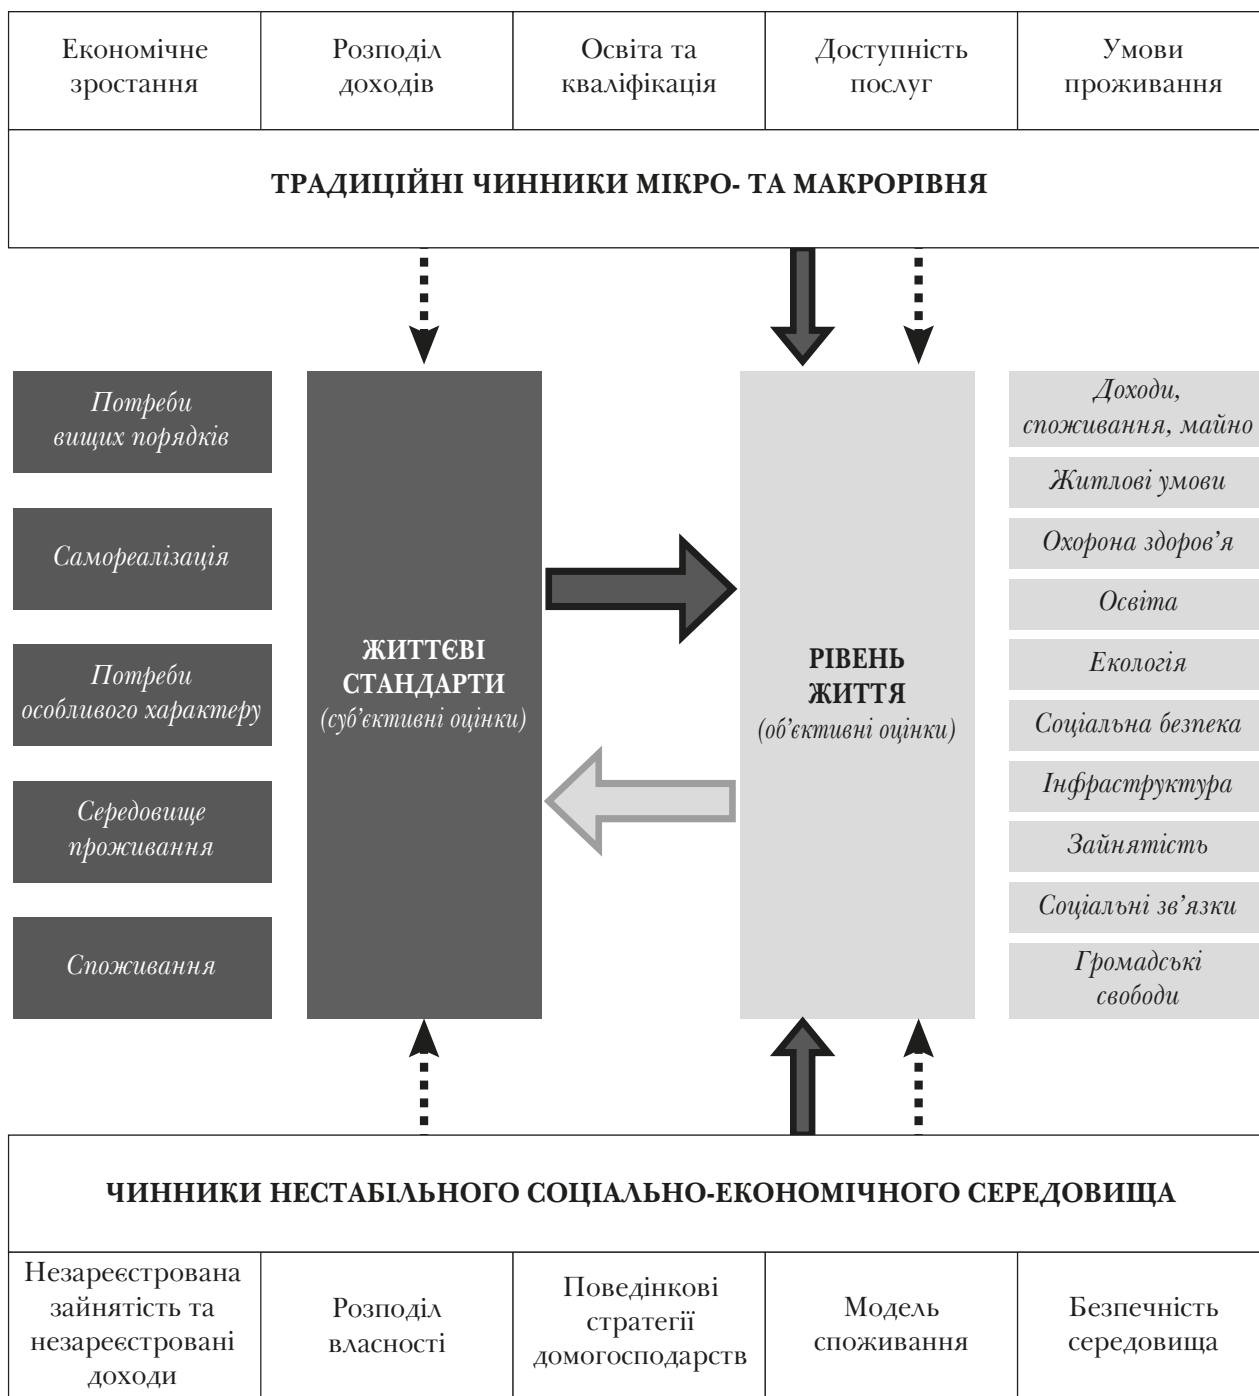 Економічне
зростання
Розподіл
доходів
Освіта та
кваліфікація
Доступність
послуг
Умови
проживання
ТРАДИЦІЙНІ ЧИННИКИ МІКРО- ТА МАКРОРІВНЯ
Потреби
вищих порядків
Самореалізація
Потреби
особливого характеру
Середовище
проживання
Споживання
ЖИТТЄВІ
СТАНДАРТИ
(суб’єктивні оцінки)
РІВЕНЬ
ЖИТТЯ
(об’єктивні оцінки)
Доходи,
споживання, майно
Житлові умови
Охорона здоров’я
Освіта
Екологія
Соціальна безпека
Інфраструктура
Зайнятість
Соціальні зв’язки
Громадські
свободи
ЧИННИКИ НЕСТАБІЛЬНОГО СОЦІАЛЬНО-ЕКОНОМІЧНОГО СЕРЕДОВИЩА
Незареєстрована
зайнятість та
незареєстровані
доходи
Розподіл
власності
Поведінкові
стратегії
домогосподарств
Модель
споживання
Безпечність
середовища